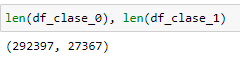 len(df_clase_0), len(df_clase_1)
(292397, 27367)